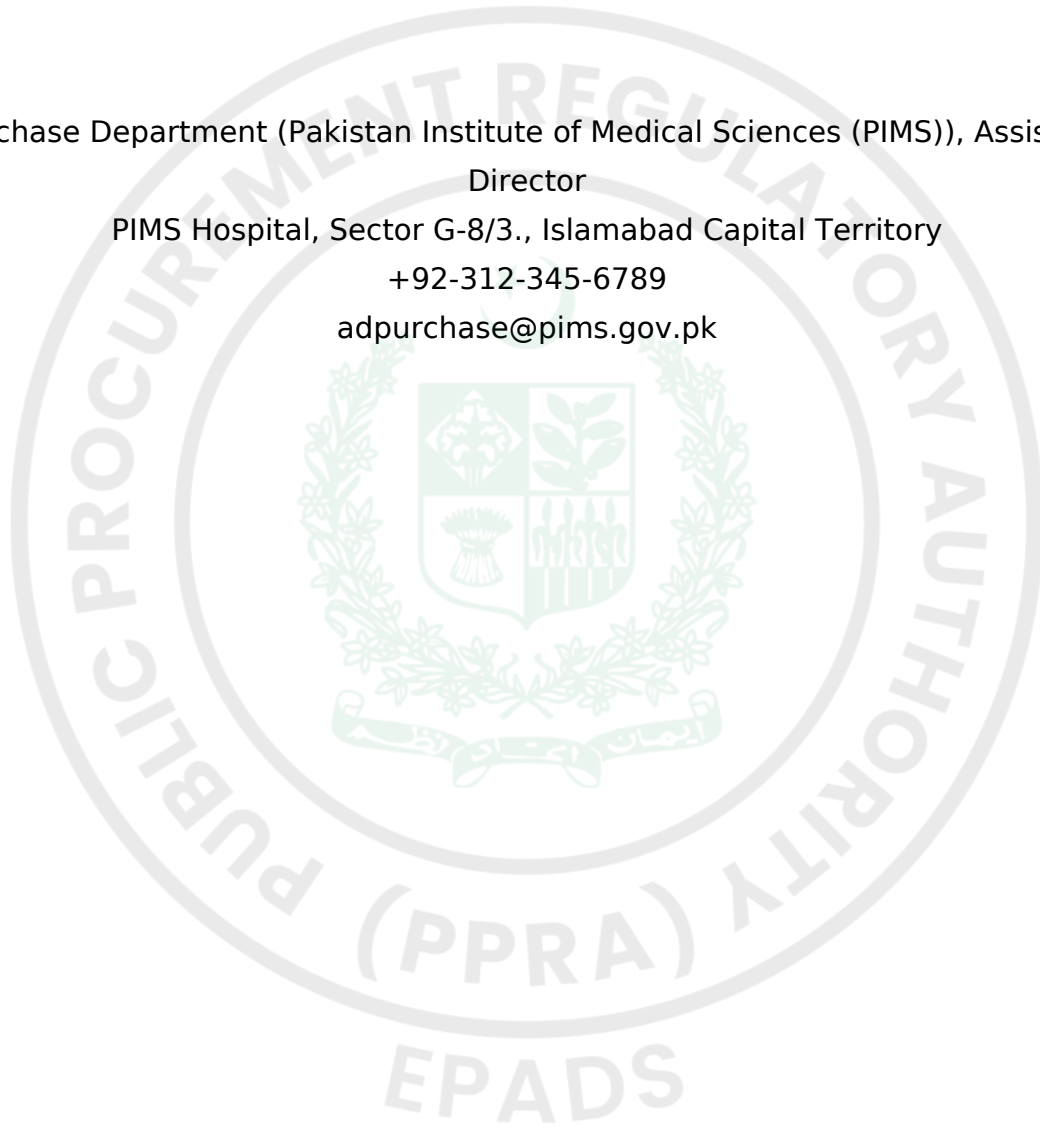 chase Department (Pakistan Institute of Medical Sciences (PIMS)), Assis
Director
PIMS Hospital, Sector G-8/3., Islamabad Capital Territory
+92-312-345-6789
adpurchase@pims.gov.pk
PUBLIC PROCUREMENT REGULATORY AUTHORITY
(PPRA)
EPADS